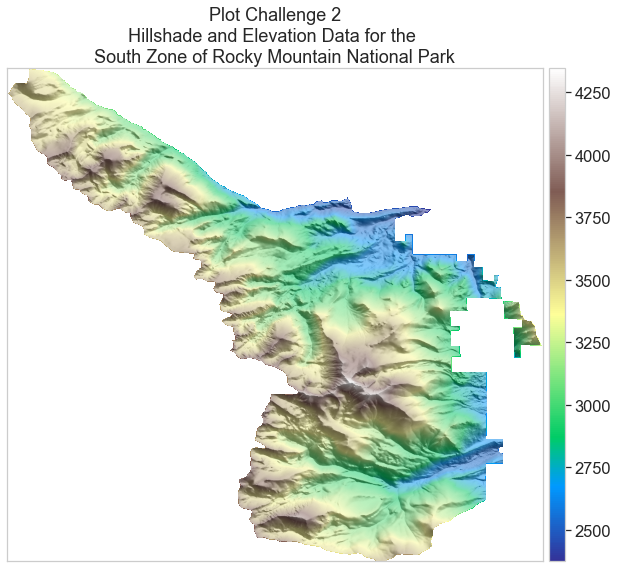 Plot Challenge 2
Hillshade and Elevation Data for the
South Zone of Rocky Mountain National Park
4250
4000
3750
3500
3250
3000
2750
2500